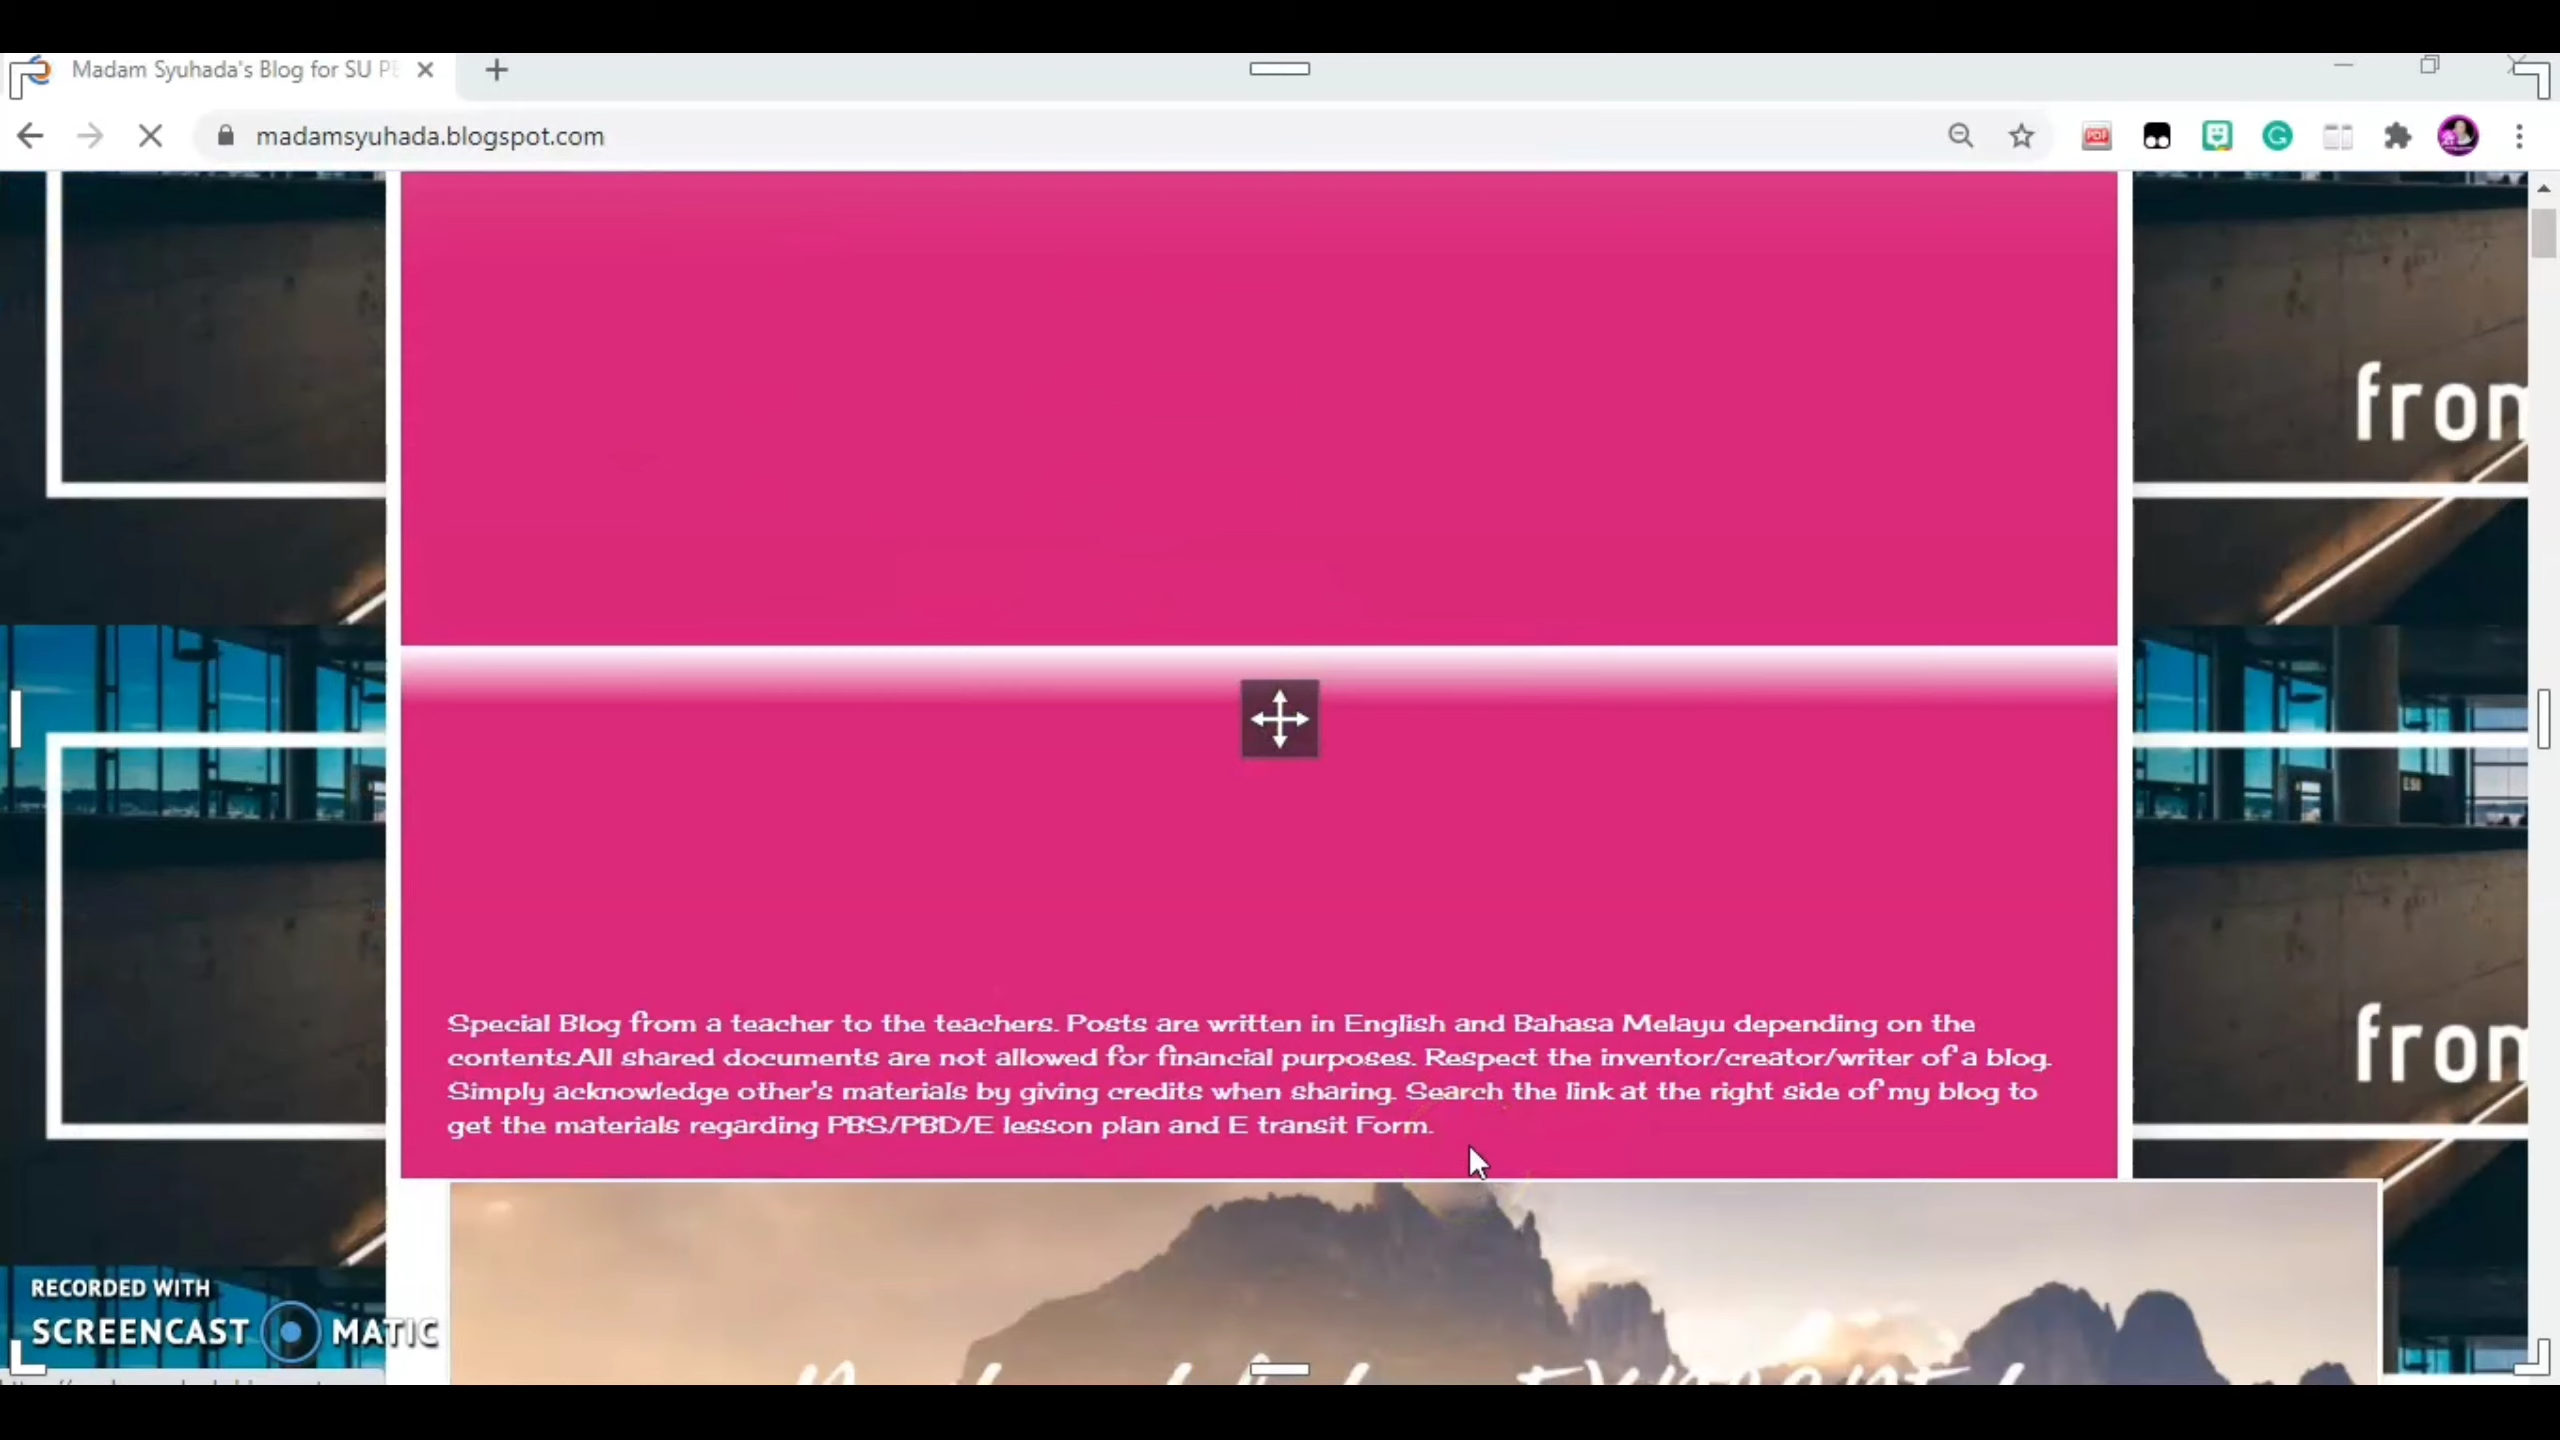 Madam Syuhada's Blog for SU
madamsyuhada.blogspot.com
PDF
from
Special Blog from a teacher to the teachers. Posts are written in English and Bahasa Melayu depending on the
contents.All shared documents are not allowed for financial purposes. Respect the inventor/creator/writer of a blog.
Simply acknowledge other's materials by giving credits when sharing. Search the link at the right side of my blog to
get the materials regarding PBS/PBD/E lesson plan and E transit Form.
from
RECORDED WITH
SCREENCAST MATIC